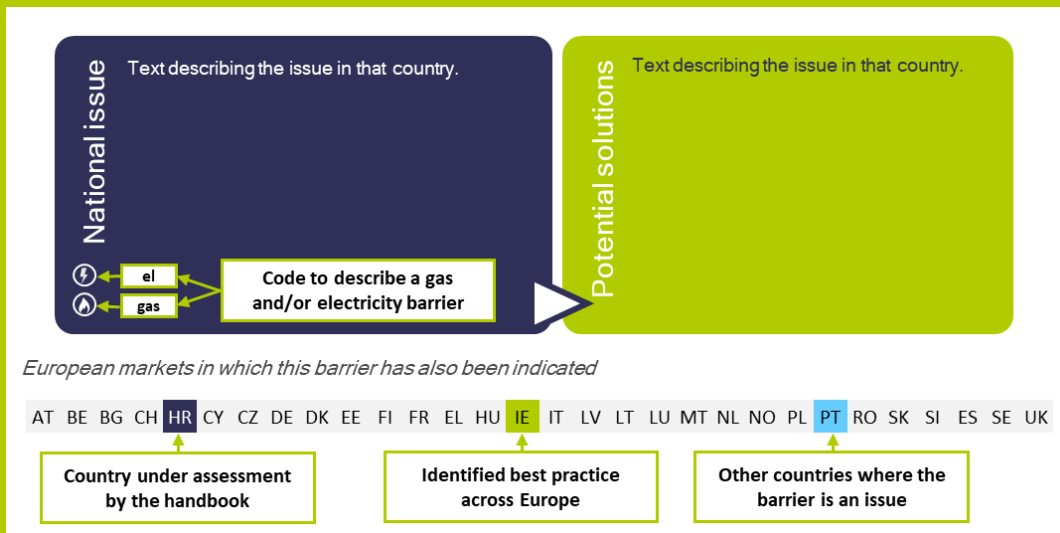 National issue
Text describing the issue in that country.
el
gas
Code to describe a gas
and/or electricity barrier
Potential solutions
Text describing the issue in that country.
European markets in which this barrier has also been indicated
AT BE BG CH HR CY CZ DE DK EE FI FR EL HU IE IT LV LT LU MT NL NO PL PT RO SK SI ES SE UK
Country under assessment
by the handbook
Identified best practice
across Europe
Other countries where the
barrier is an issue